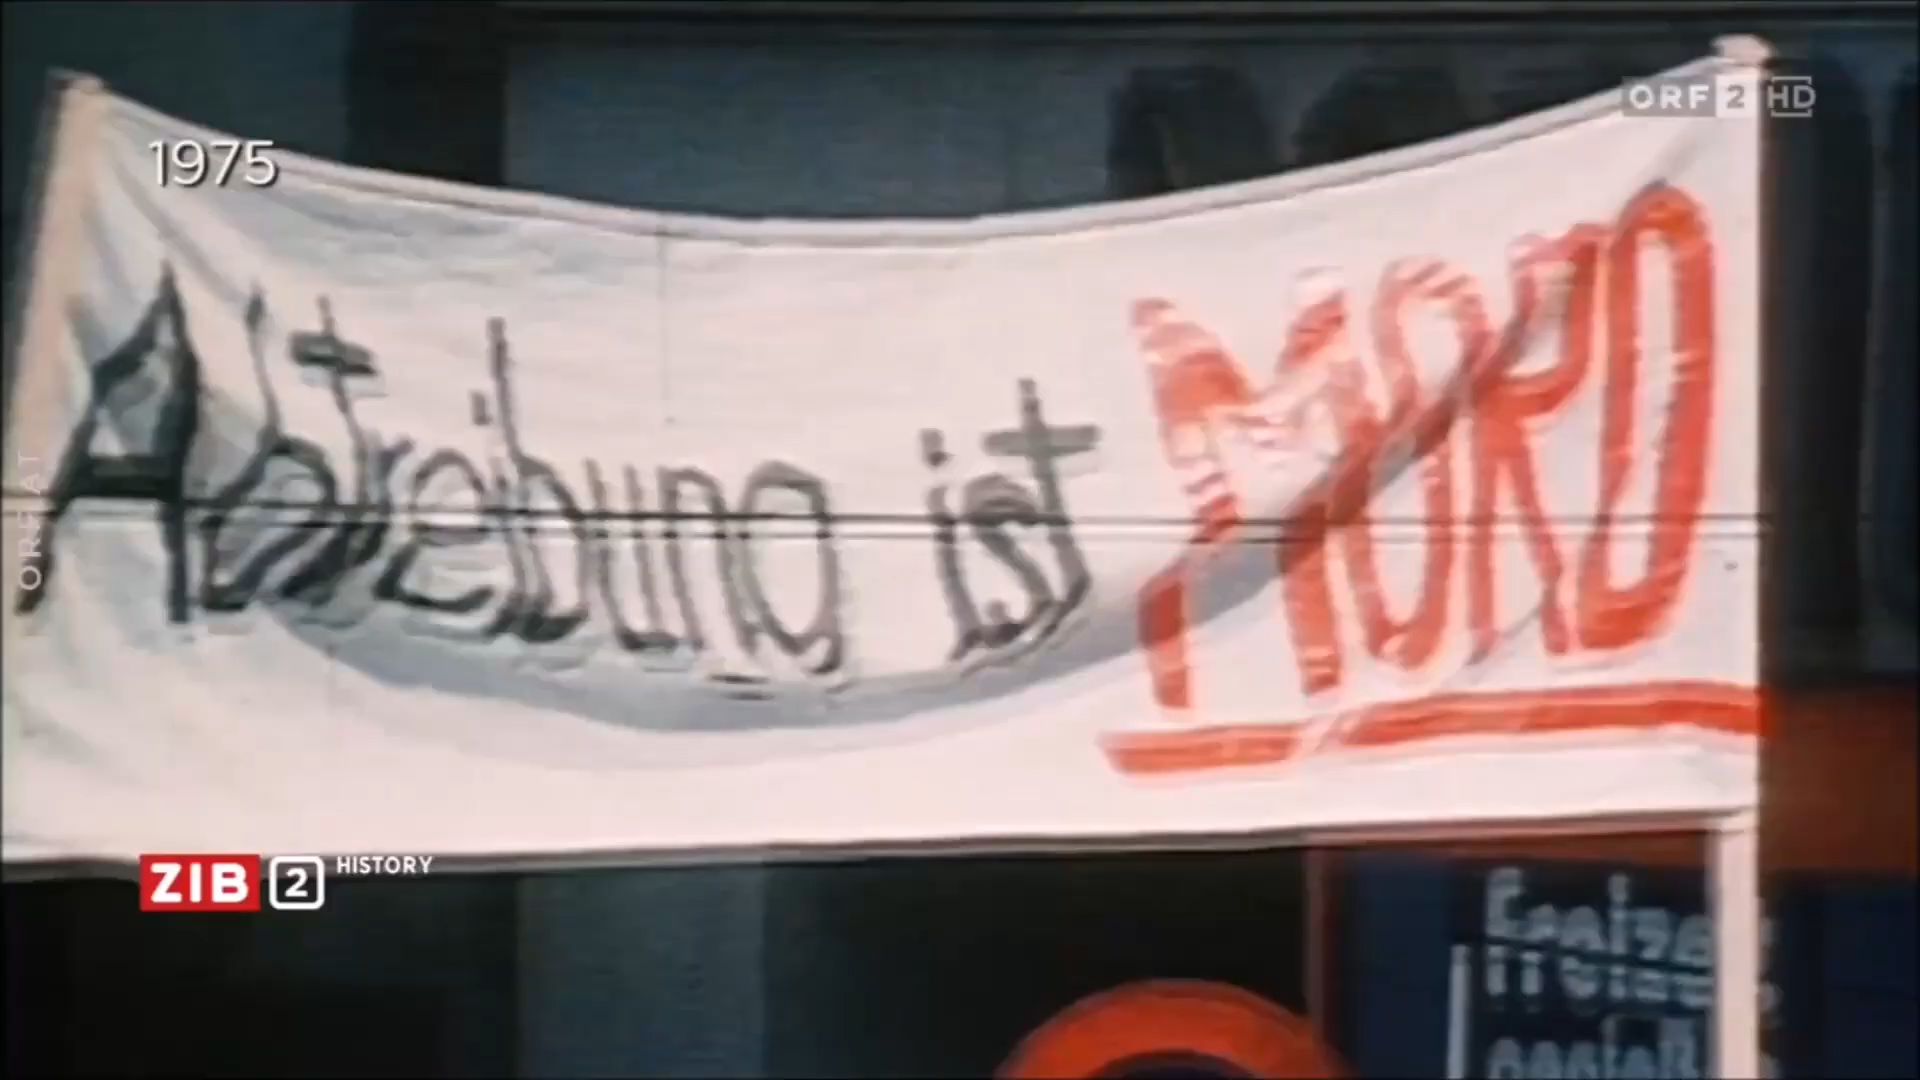 ORF 2 HD
1975
Abtreibung ist MORD
ORF.AT
ZIB 2 HISTORY